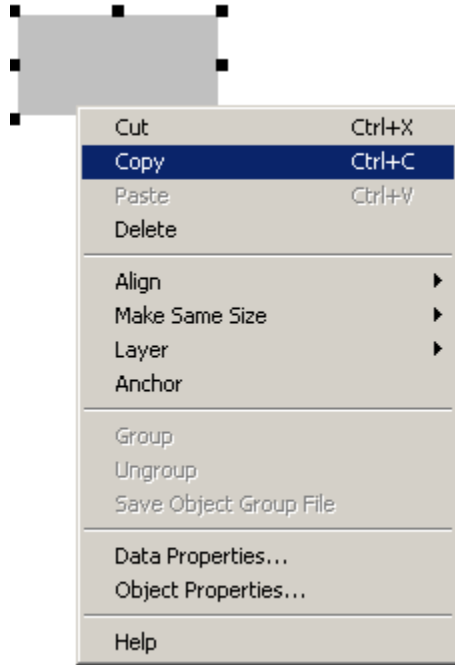 Cut Ctrl+X
Copy Ctrl+C
Paste Ctrl+V
Delete
Align
Make Same Size
Layer
Anchor
Group
Ungroup
Save Object Group File
Data Properties...
Object Properties...
Help